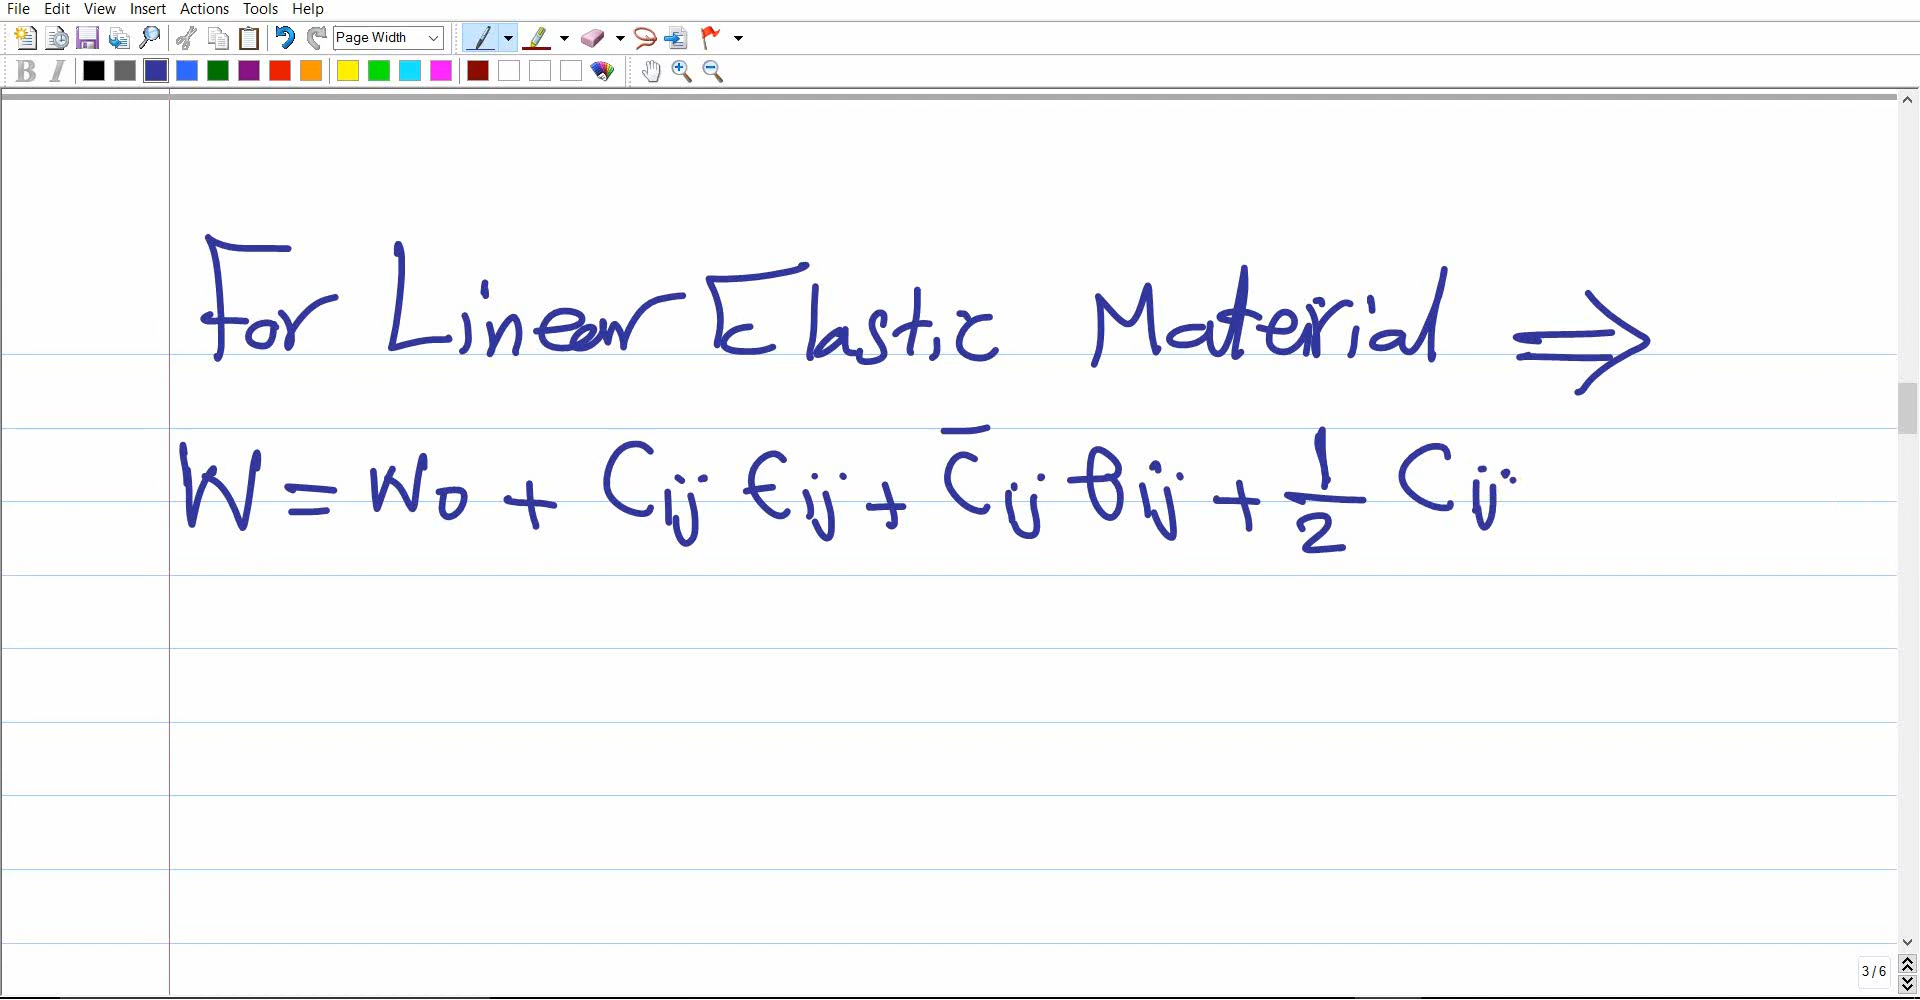 File Edit View Insert Actions Tools Help
Page Width
B I
For Linear Elastic Material ⇒
W = W₀ + Cᵢⱼ ϵᵢⱼ + C̄ᵢⱼ θᵢⱼ + 1/2 Cᵢⱼ
3 / 6